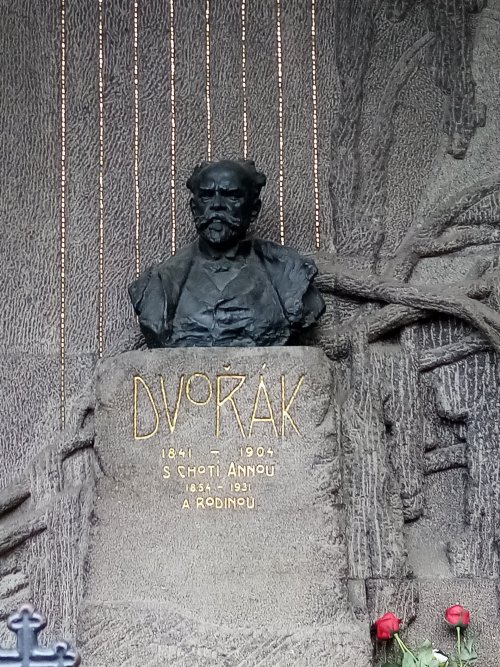 DVOŘÁK
1841 – 1904
S CHOTÍ ANNOU
1854 – 1931
A RODINOU